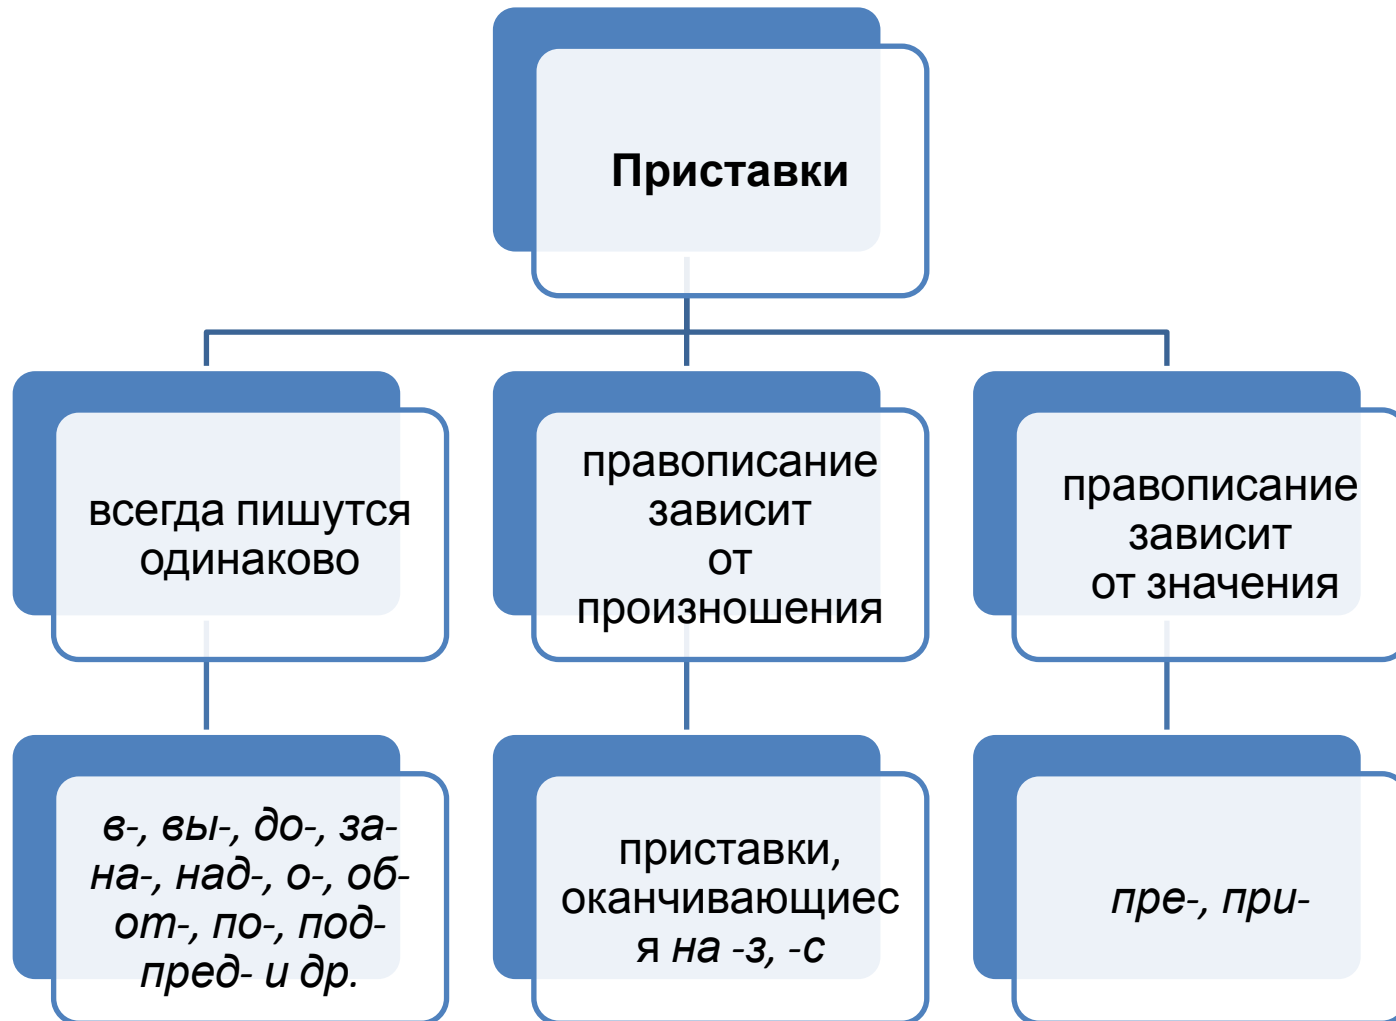 Приставки
всегда пишутся
одинаково
правописание
зависит
от
произношения
правописание
зависит
от значения
в-, вы-, до-, за-
на-, над-, о-, об-
от-, по-, под-
пред- и др.
приставки,
оканчивающиес
я на -з, -с
пре-, при-